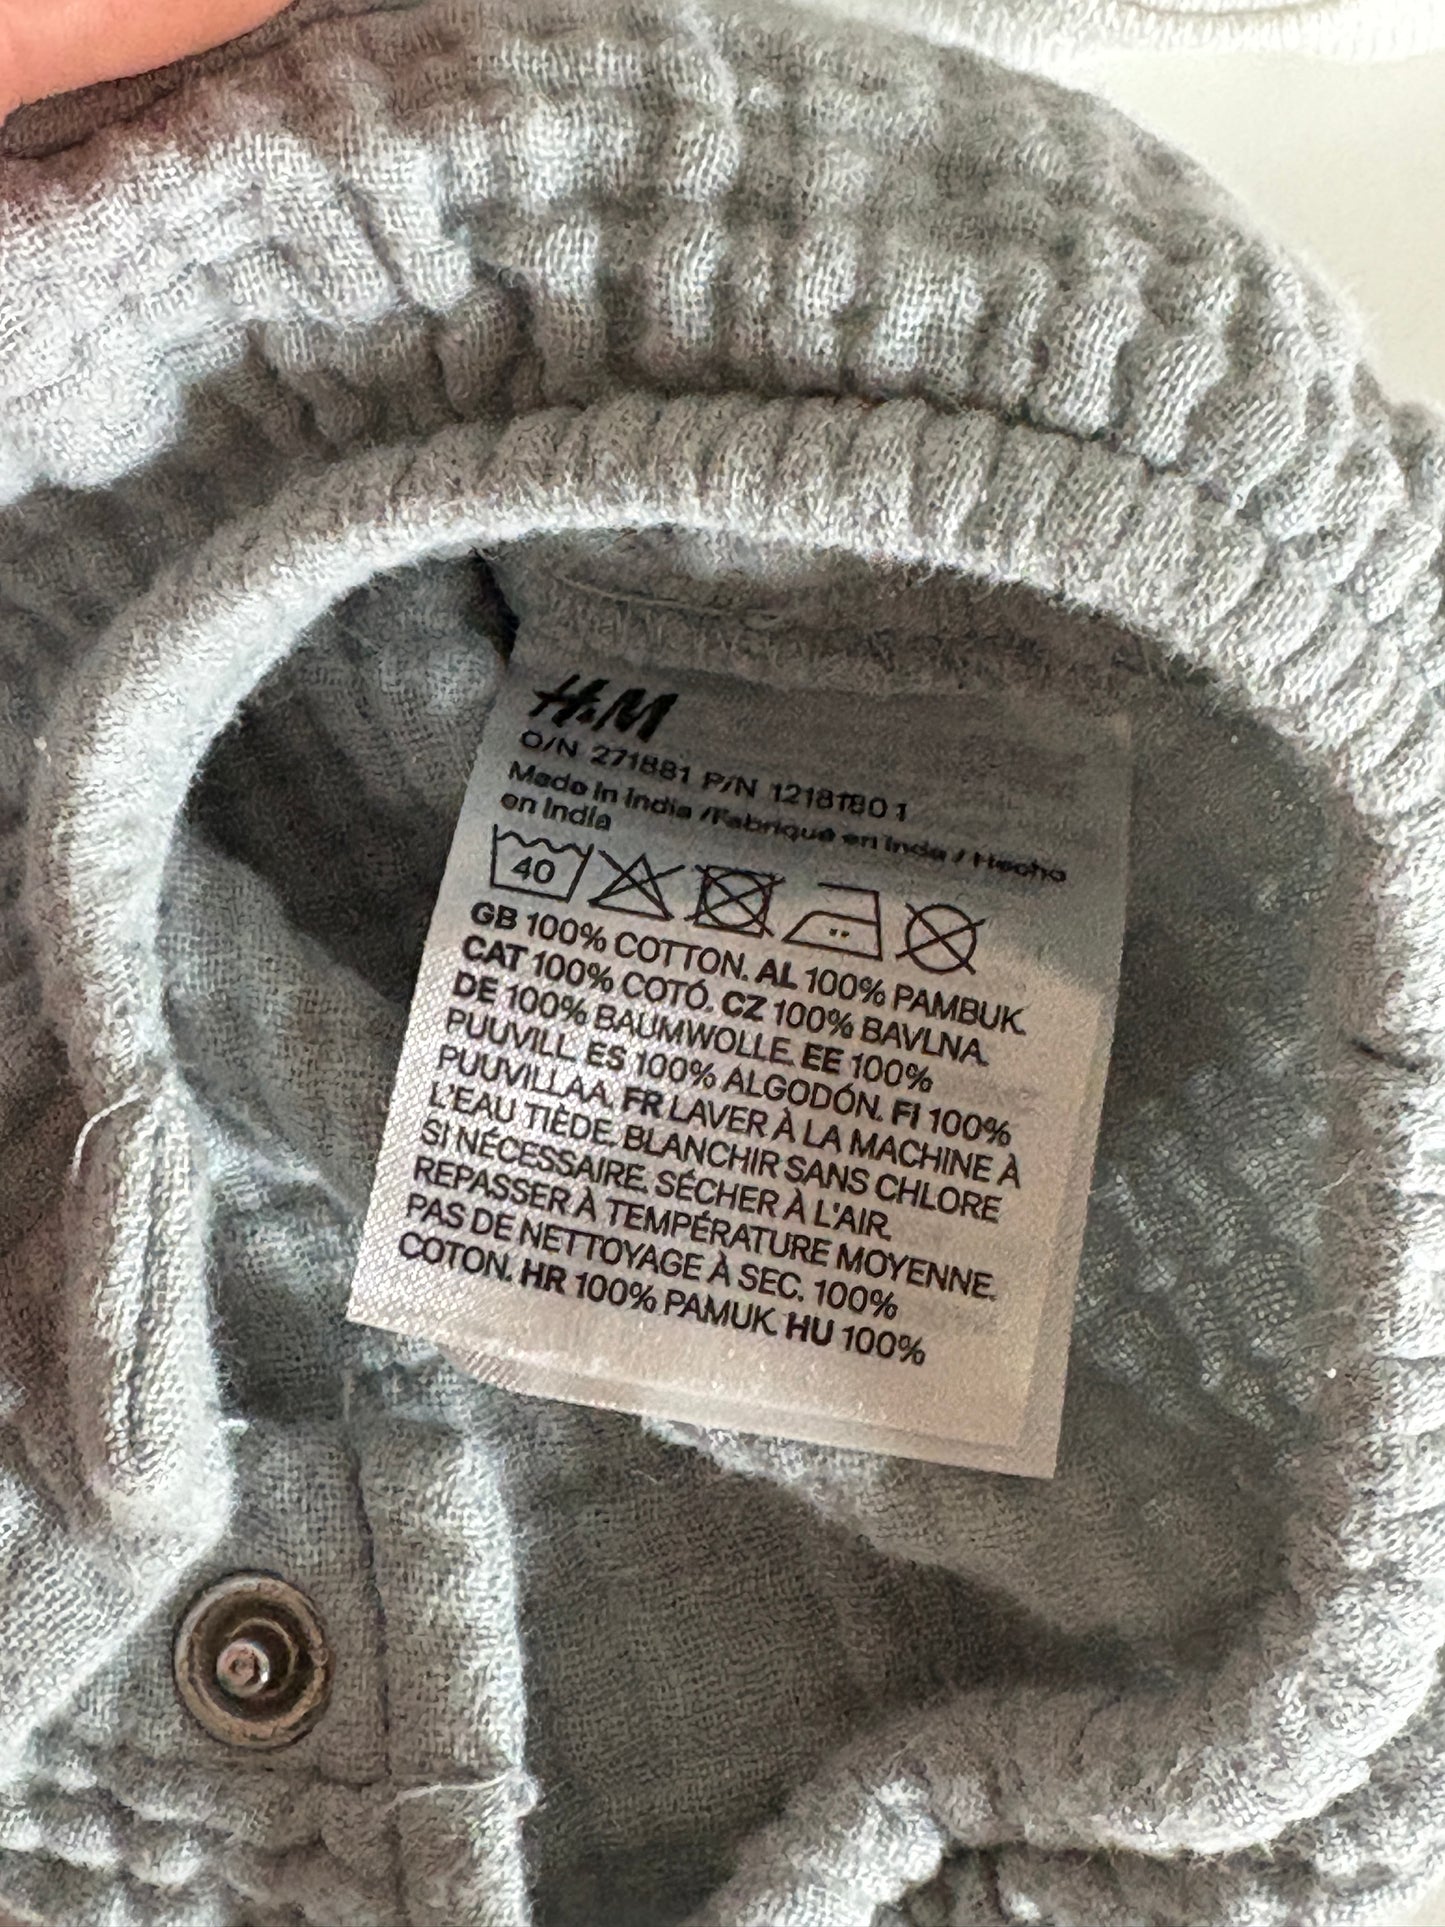 H&M
O/N 271881 P/N 1218180 1
Made in India / Fabriqué en Inde / Hecho
en India
40
GB 100% COTTON. AL 100% PAMBUK.
CAT 100% COTÓ. CZ 100% BAVLNA.
DE 100% BAUMWOLLE. EE 100%
PUUVILL. ES 100% ALGODÓN. FI 100%
PUUVILLAA. FR LAVER À LA MACHINE À
L'EAU TIÈDE. BLANCHIR SANS CHLORE
SI NÉCESSAIRE. SÉCHER À L'AIR.
REPASSER À TEMPÉRATURE MOYENNE.
PAS DE NETTOYAGE À SEC. 100%
COTON. HR 100% PAMUK. HU 100%